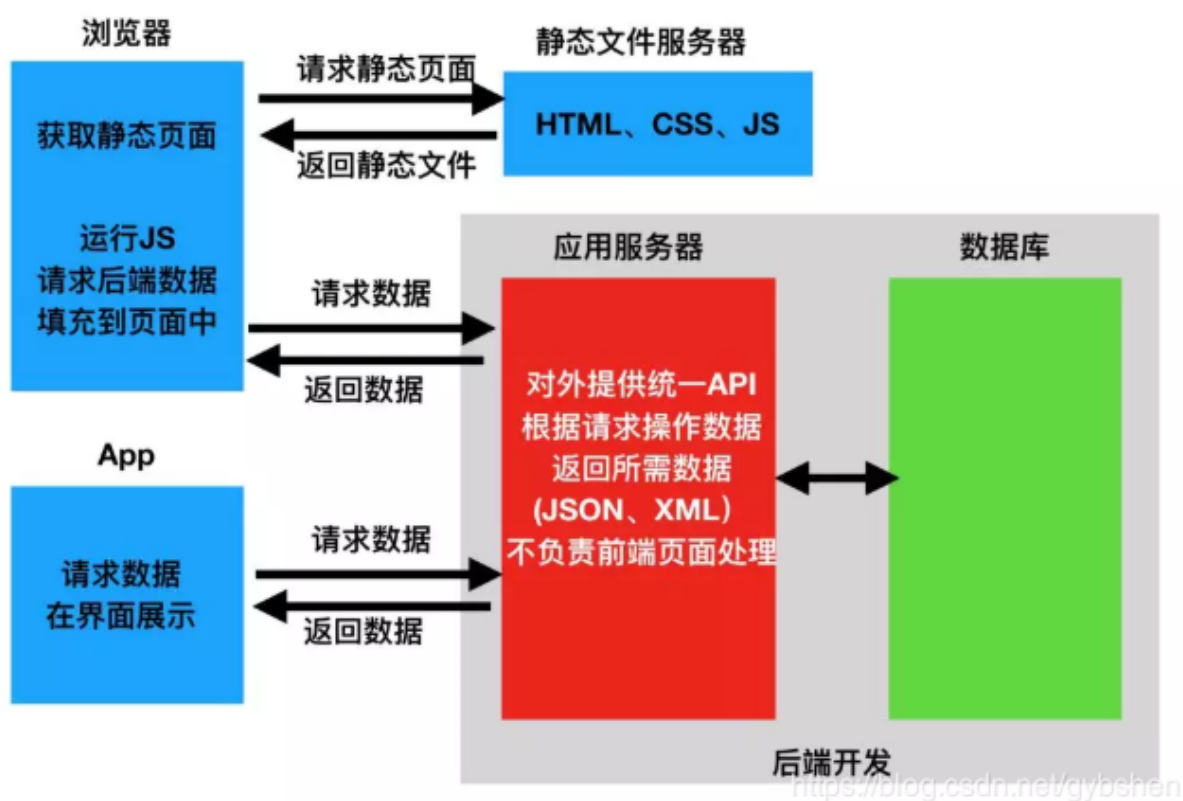 浏览器
静态文件服务器
请求静态页面
HTML、CSS、JS
返回静态文件
获取静态页面
运行JS
请求后端数据
填充到页面中
请求数据
返回数据
应用服务器
数据库
对外提供统一API
根据请求操作数据
返回所需数据
(JSON、XML）
不负责前端页面处理
App
请求数据
在界面展示
请求数据
返回数据
后端开发
https://blog.csdn.net/gybshen